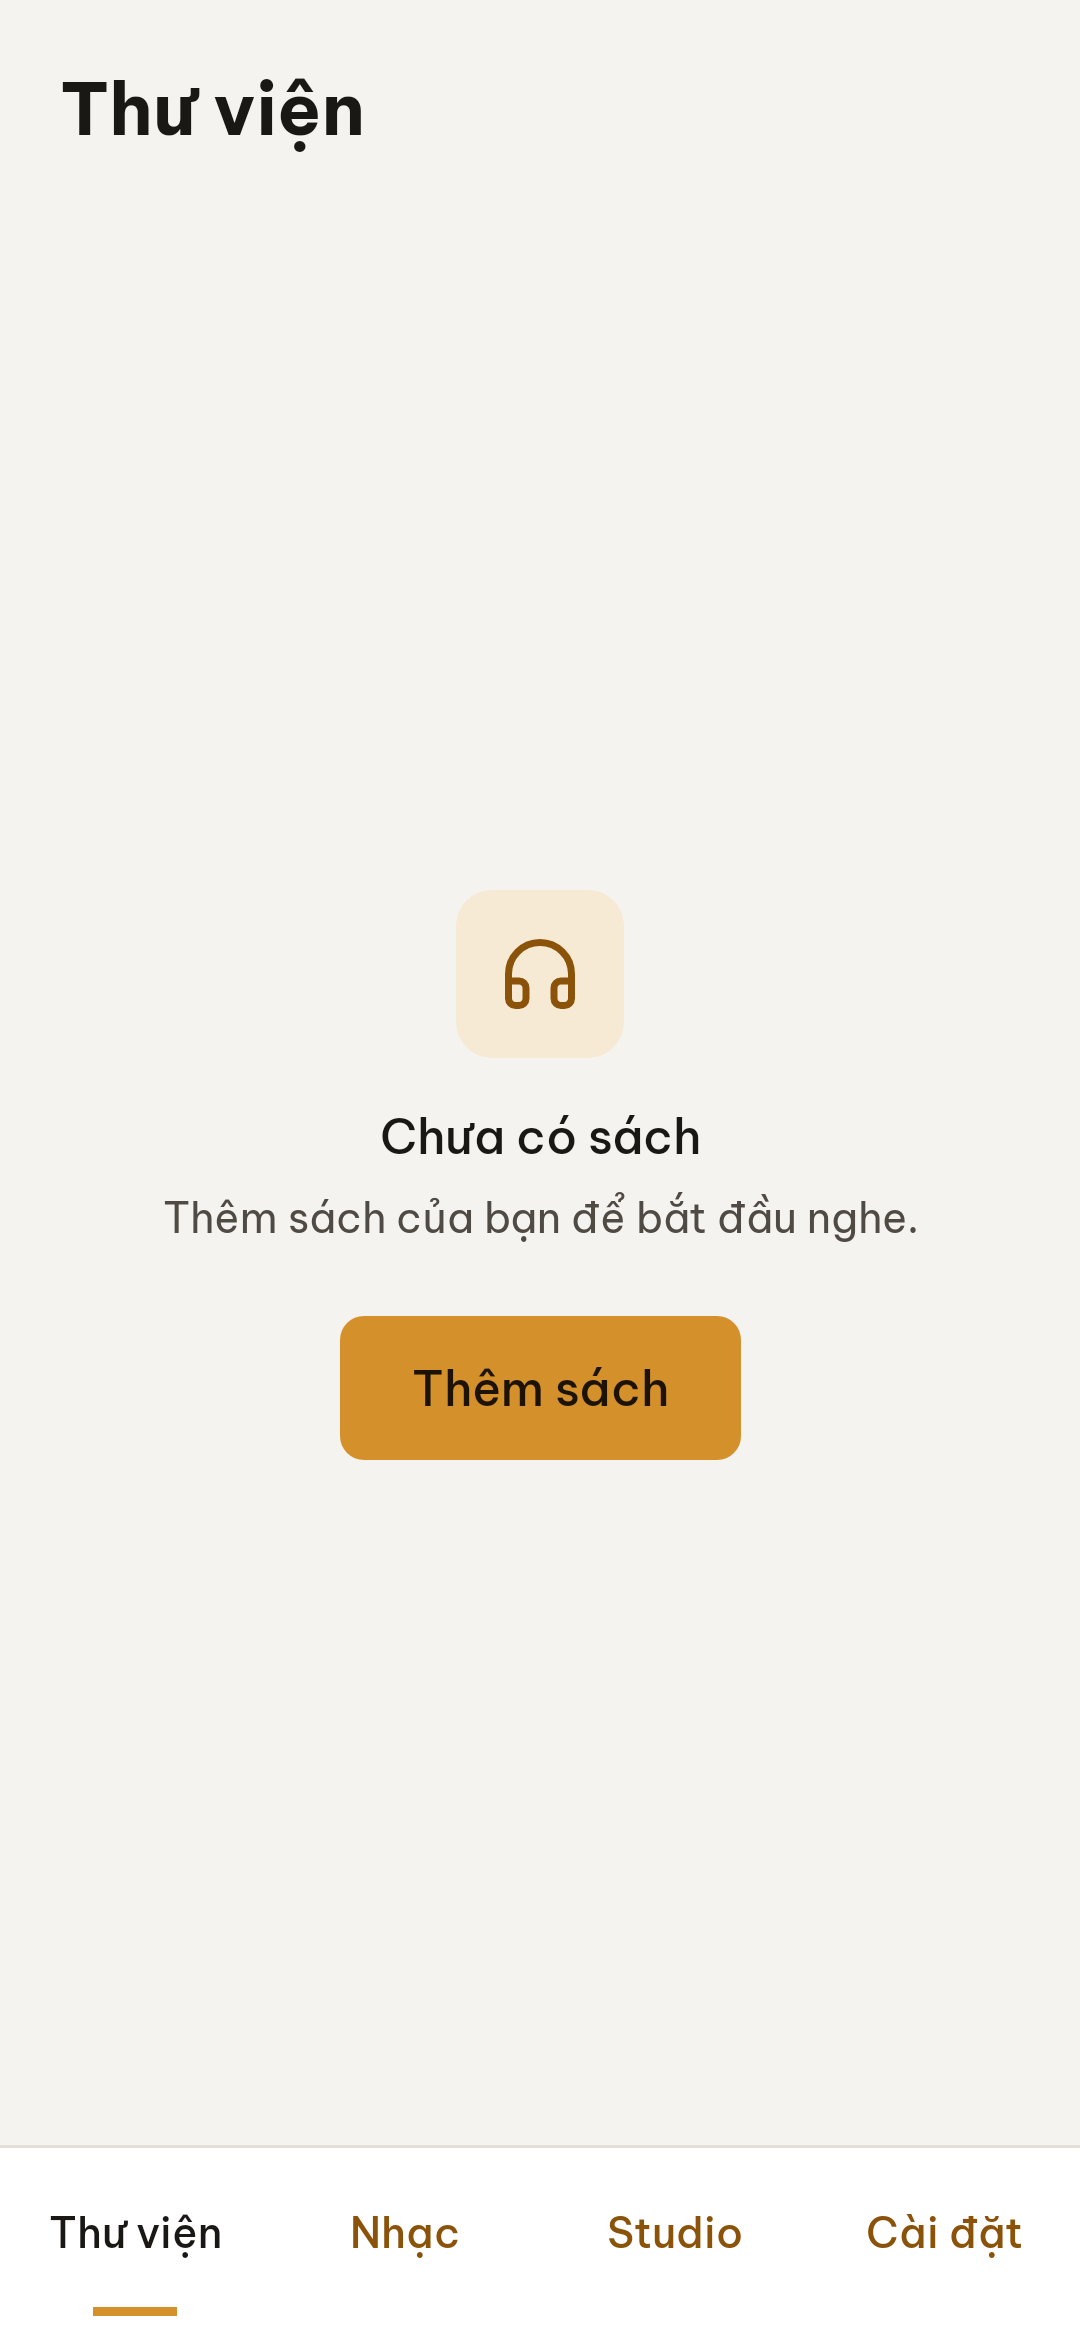 Thư viện
Chưa có sách
Thêm sách của bạn để bắt đầu nghe.
Thêm sách
Thư viện
Nhạc
Studio
Cài đặt